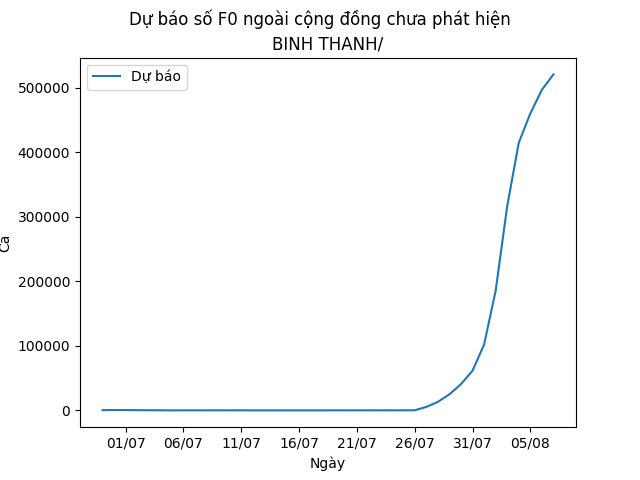 Dự báo số F0 ngoài cộng đồng chưa phát hiện
BINH THANH/
Dự báo
500000
400000
300000
200000
100000
0
Ca
01/07 06/07 11/07 16/07 21/07 26/07 31/07 05/08
Ngày